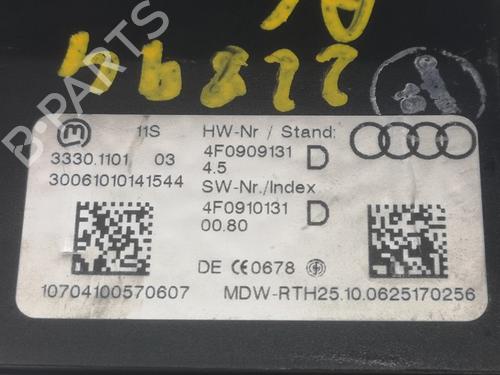 B-PARTS
11S
HW-Nr / Stand:
3330.1101 03
4F0909131 D
30061010141544
4.5
SW-Nr./Index
4F0910131 D
00.80
DE CE0678
10704100570607
MDW-RTH25.10.0625170256